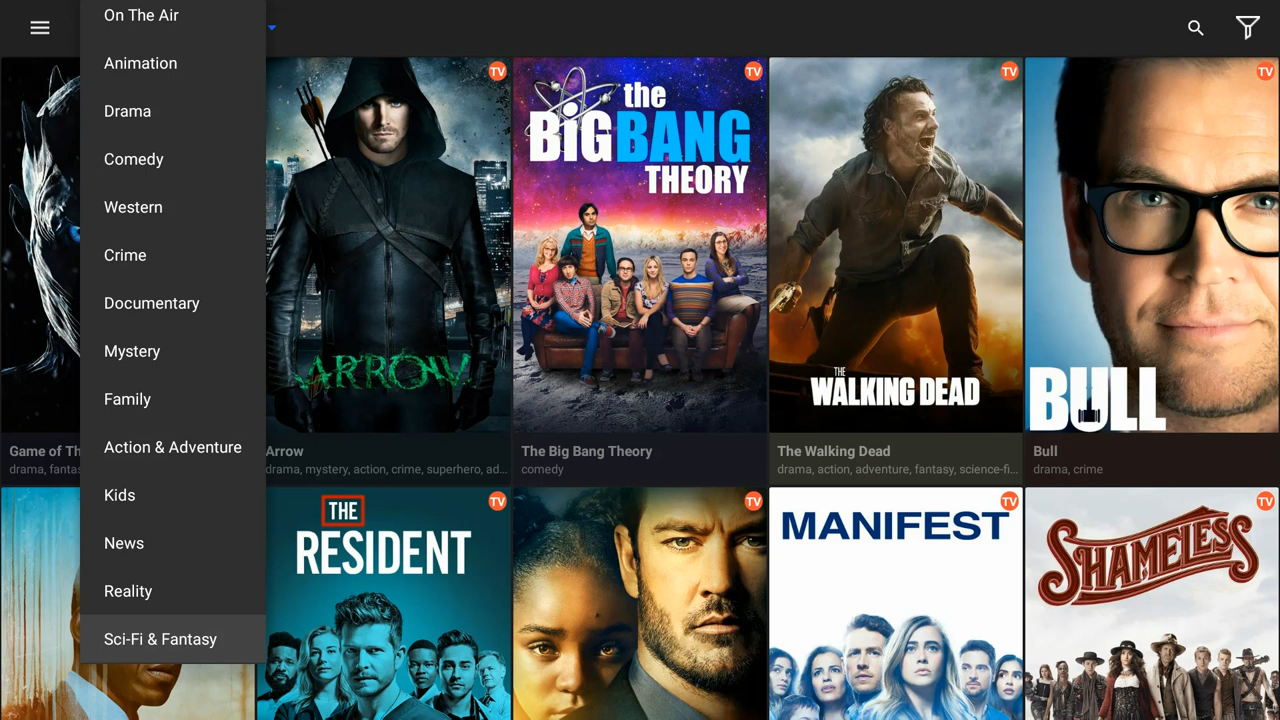 On The Air
Animation
Drama
Comedy
Western
Crime
Documentary
Mystery
Family
Action & Adventure
Kids
News
Reality
Sci-Fi & Fantasy
TV
TV
TV
TV
ARROW
the
BIG BANG
THEORY
THE
WALKING DEAD
BULL
Game of Th
drama, fantas
Arrow
drama, mystery, action, crime, superhero, ad...
The Big Bang Theory
comedy
The Walking Dead
drama, action, adventure, fantasy, science-fi...
Bull
drama, crime
TV
TV
TV
TV
THE
RESIDENT
MANIFEST
SHAMELESS